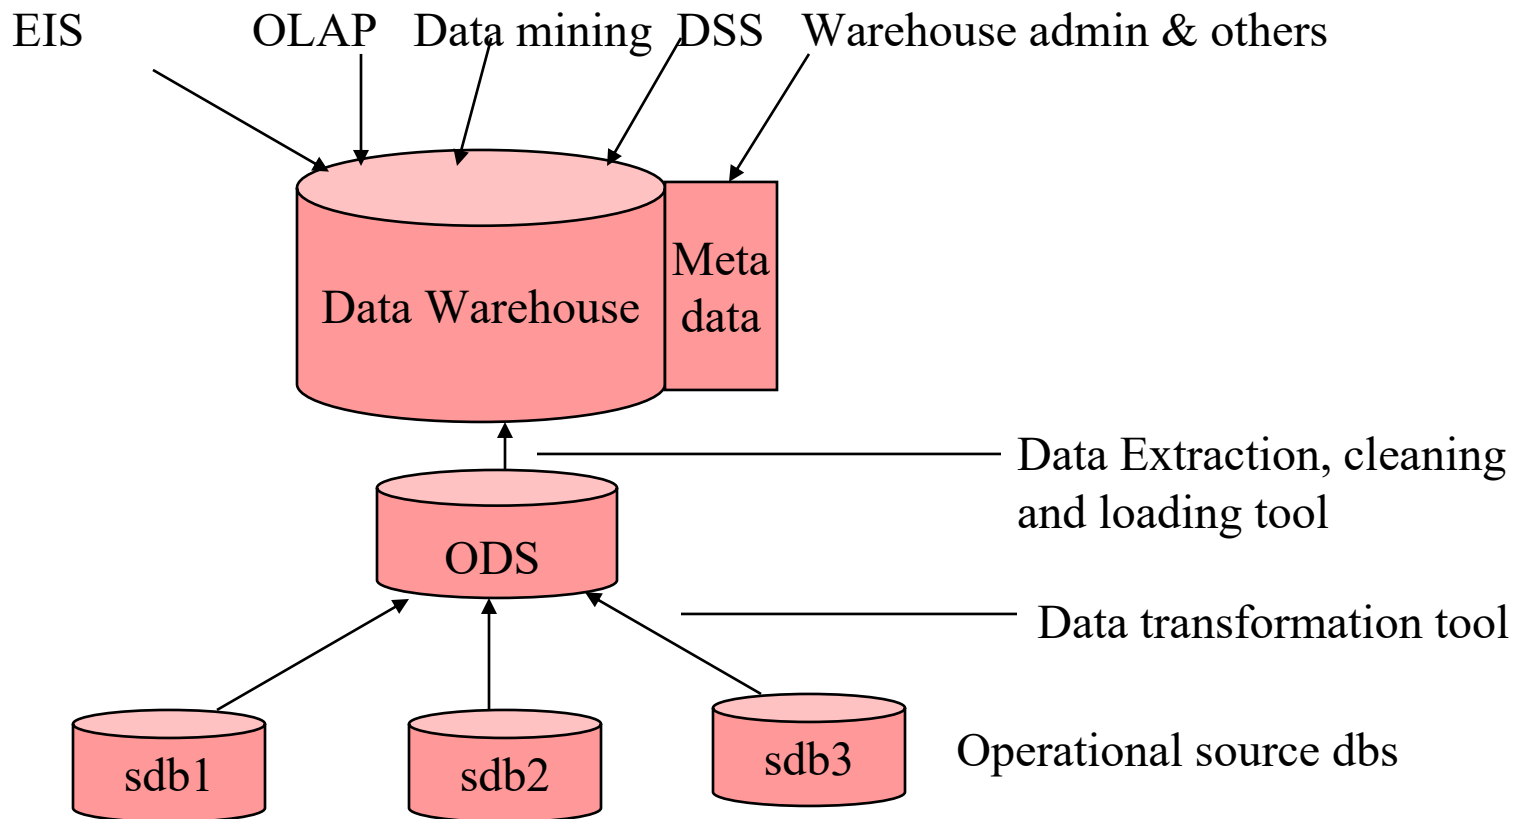 EIS OLAP Data mining DSS Warehouse admin & others
Meta
data
Data Warehouse
Data Extraction, cleaning
and loading tool
ODS
Data transformation tool
sdb1 sdb2 sdb3 Operational source dbs